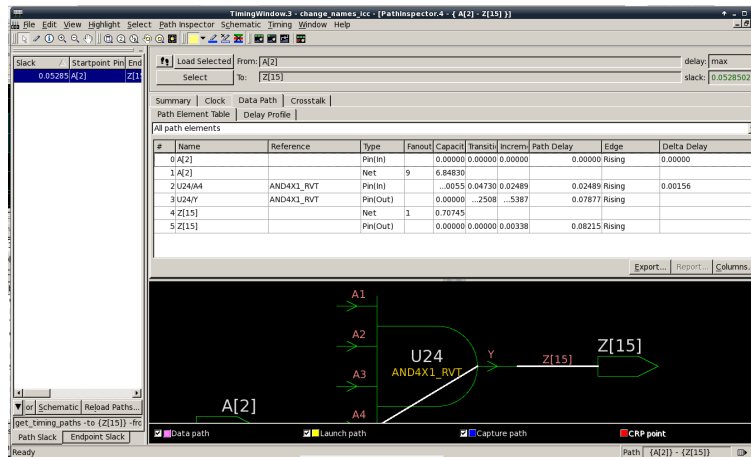 TimingWindow.3 - change_names_icc - [PathInspector.4 - { A[2] - Z[15] }]
File Edit View Highlight Select Path Inspector Schematic Timing Window Help
Slack Startpoint Pin End
0.05285 A[2] Z[1
Load Selected From: A[2] delay: max
Select To: Z[15] slack: 0.0528502
Summary Clock Data Path Crosstalk
Path Element Table Delay Profile
All path elements
# Name Reference Type Fanout Capacit Transitio Increme Path Delay Edge Delta Delay
0 A[2] Pin(In) 0.00000 0.00000 0.00000 0.00000 Rising 0.00000
1 A[2] Net 9 6.84830
2 U24/A4 AND4X1_RVT Pin(In) ...0055 0.04730 0.02489 0.02489 Rising 0.00156
3 U24/Y AND4X1_RVT Pin(Out) 0.00000 ...2508 ...5387 0.07877 Rising
4 Z[15] Net 1 0.70745
5 Z[15] Pin(Out) 0.00000 0.00000 0.00338 0.08215 Rising
Export... Report... Columns...
A1
A2
A3
A4
U24
AND4X1_RVT
Y
Z[15]
Z[15]
A[2]
or Schematic Reload Paths...
get_timing_paths -to {Z[15]} -fro
Path Slack Endpoint Slack
Data path Launch path Capture path CRP point
Ready
Path {A[2]} - {Z[15]}